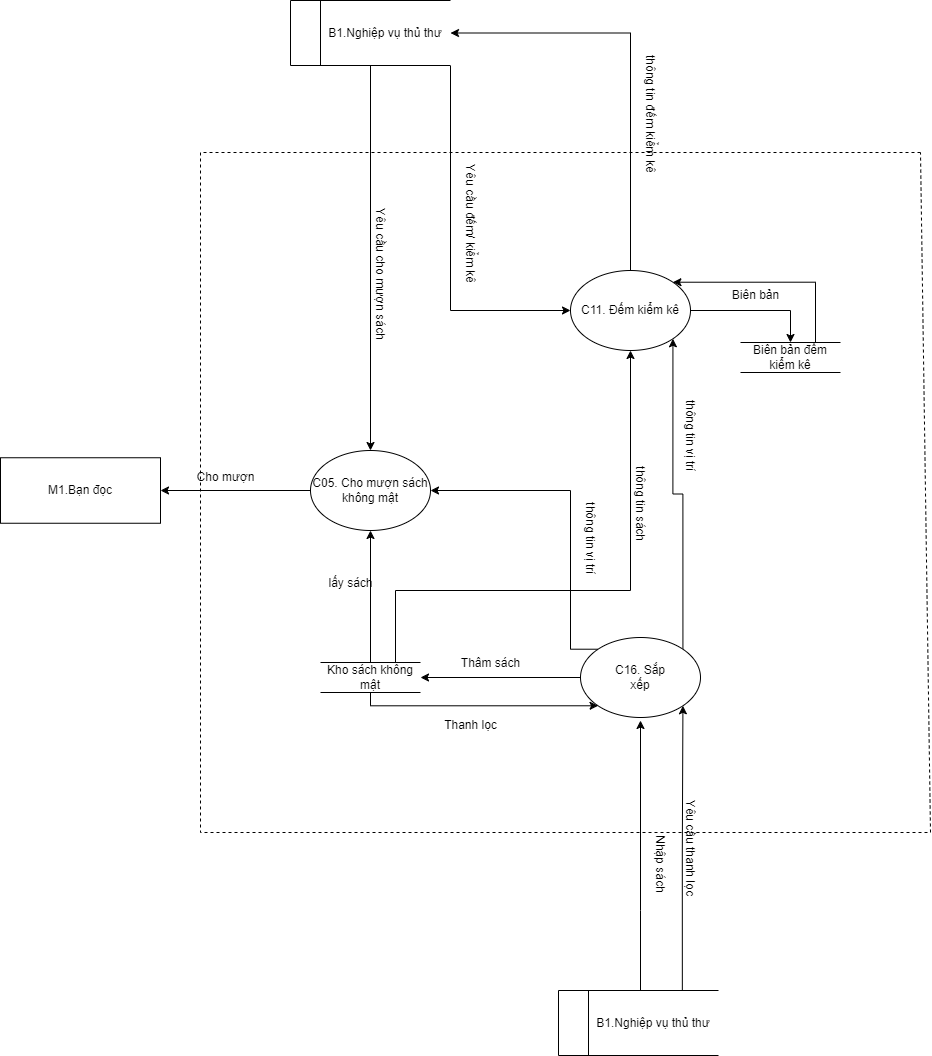 B1.Nghiệp vụ thủ thư
thông tin đếm kiểm kê
Yêu cầu đếm/ kiểm kê
Yêu cầu cho mượn sách
C11. Đếm kiểm kê
Biên bản
Biên bản đếm
kiểm kê
thông tin vị trí
thông tin sách
Cho mượn
M1.Bạn đọc
C05. Cho mượn sách
không mật
thông tin vị trí
lấy sách
Kho sách không
mật
Thâm sách
C16. Sắp
xếp
Thanh lọc
Yêu cầu thanh lọc
Nhập sách
B1.Nghiệp vụ thủ thư